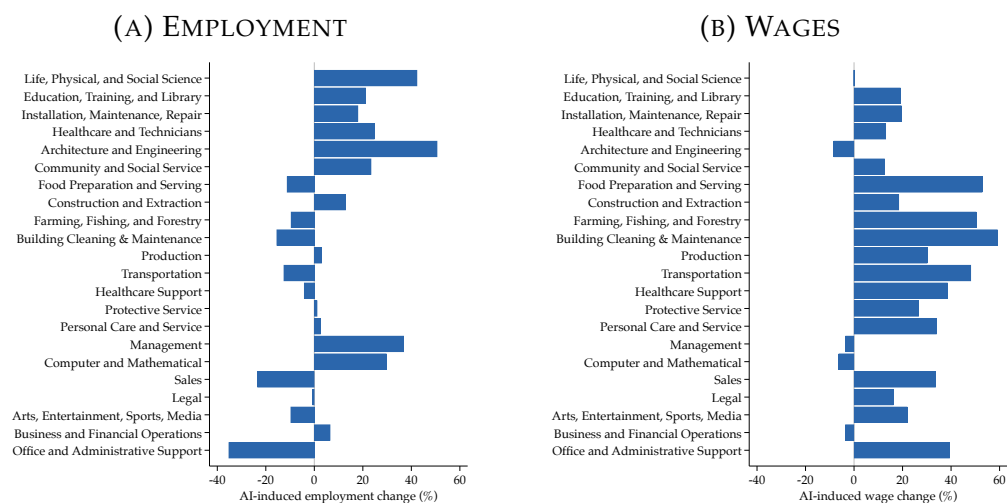 (A) EMPLOYMENT
Life, Physical, and Social Science
Education, Training, and Library
Installation, Maintenance, Repair
Healthcare and Technicians
Architecture and Engineering
Community and Social Service
Food Preparation and Serving
Construction and Extraction
Farming, Fishing, and Forestry
Building Cleaning & Maintenance
Production
Transportation
Healthcare Support
Protective Service
Personal Care and Service
Management
Computer and Mathematical
Sales
Legal
Arts, Entertainment, Sports, Media
Business and Financial Operations
Office and Administrative Support
-40 -20 0 20 40 60
AI-induced employment change (%)
(B) WAGES
Life, Physical, and Social Science
Education, Training, and Library
Installation, Maintenance, Repair
Healthcare and Technicians
Architecture and Engineering
Community and Social Service
Food Preparation and Serving
Construction and Extraction
Farming, Fishing, and Forestry
Building Cleaning & Maintenance
Production
Transportation
Healthcare Support
Protective Service
Personal Care and Service
Management
Computer and Mathematical
Sales
Legal
Arts, Entertainment, Sports, Media
Business and Financial Operations
Office and Administrative Support
-40 -20 0 20 40 60
AI-induced wage change (%)